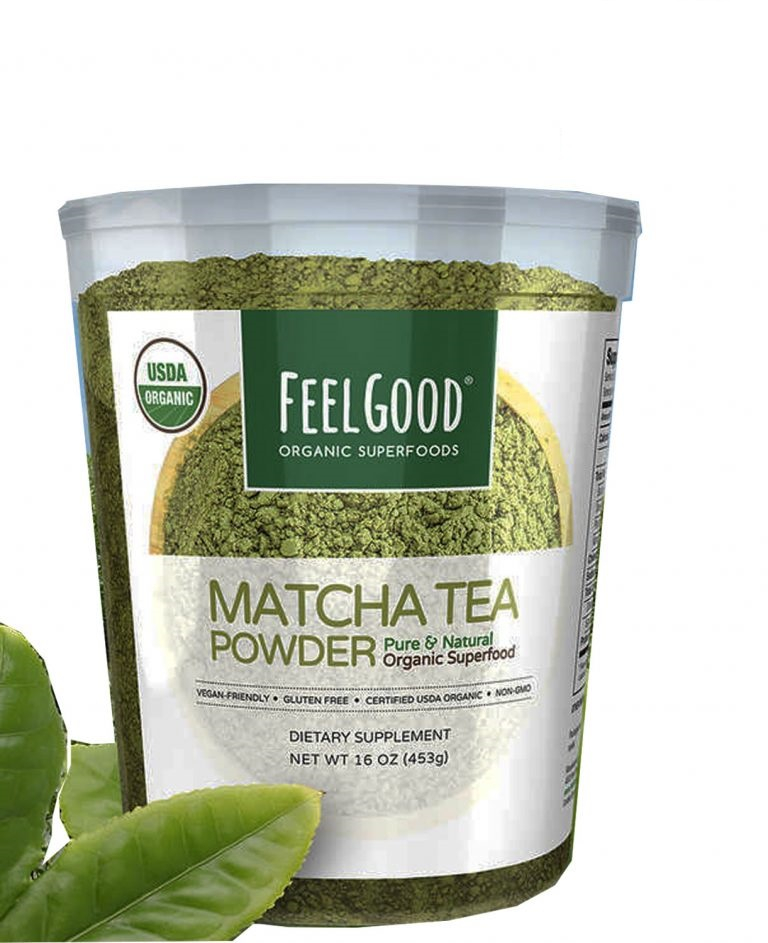 USDA
ORGANIC
FEELGOOD®
ORGANIC SUPERFOODS
MATCHA TEA
POWDER Pure & Natural
Organic Superfood
VEGAN-FRIENDLY • GLUTEN FREE • CERTIFIED USDA ORGANIC • NON-GMO
DIETARY SUPPLEMENT
NET WT 16 OZ (453g)